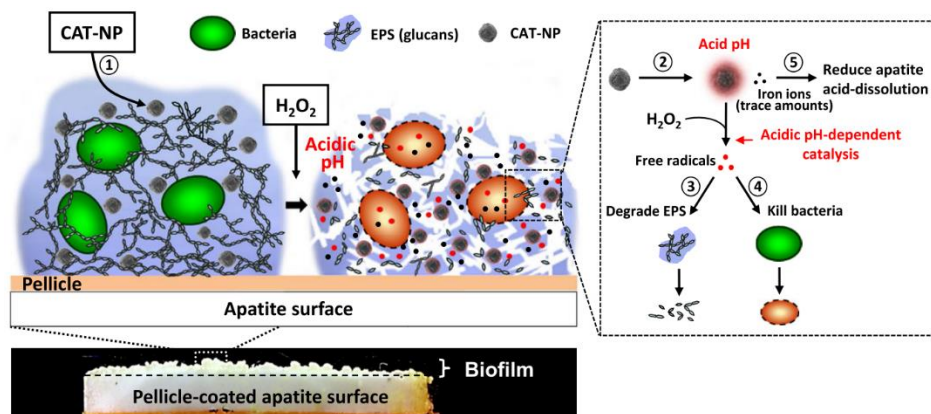 CAT-NP
①
Bacteria
EPS (glucans)
CAT-NP
H₂O₂
Acidic
pH
Pellicle
Apatite surface
Biofilm
Pellicle-coated apatite surface
Acid pH
②
⑤
Iron ions
(trace amounts)
Reduce apatite
acid-dissolution
H₂O₂
Acidic pH-dependent
catalysis
Free radicals
③
④
Degrade EPS
Kill bacteria